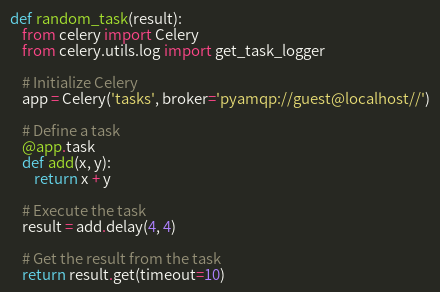 def random_task(result):
from celery import Celery
from celery.utils.log import get_task_logger
# Initialize Celery
app = Celery('tasks', broker='pyamqp://guest@localhost//')
# Define a task
@app.task
def add(x, y):
return x + y
# Execute the task
result = add.delay(4, 4)
# Get the result from the task
return result.get(timeout=10)